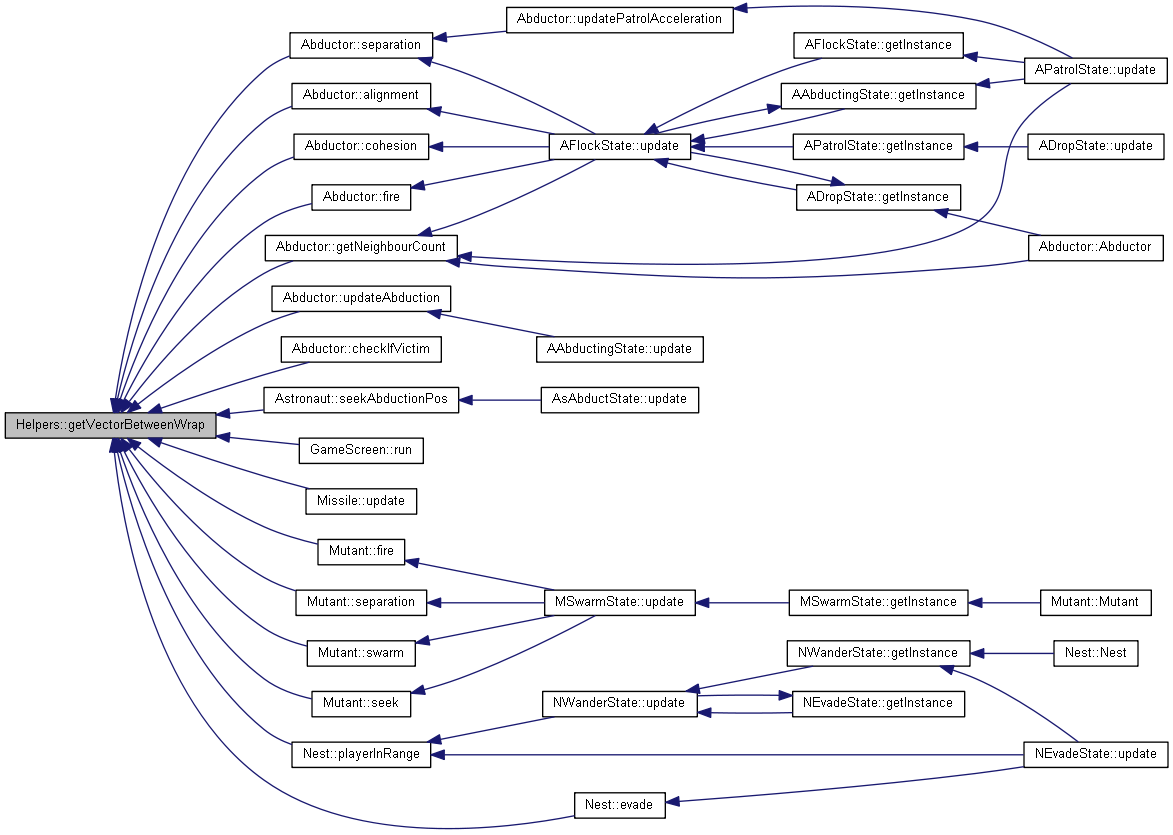 Abductor::updatePatrolAcceleration
Abductor::separation
AFlockState::getInstance
APatrolState::update
Abductor::alignment
AAbductingState::getInstance
Abductor::cohesion
AFlockState::update
APatrolState::getInstance
ADropState::update
Abductor::fire
ADropState::getInstance
Abductor::getNeighbourCount
Abductor::Abductor
Abductor::updateAbduction
Abductor::checkIfVictim
AAbductingState::update
Astronaut::seekAbductionPos
AsAbductState::update
Helpers::getVectorBetweenWrap
GameScreen::run
Missile::update
Mutant::fire
Mutant::separation
MSwarmState::update
MSwarmState::getInstance
Mutant::Mutant
Mutant::swarm
NWanderState::getInstance
Nest::Nest
Mutant::seek
NWanderState::update
NEvadeState::getInstance
Nest::playerInRange
NEvadeState::update
Nest::evade